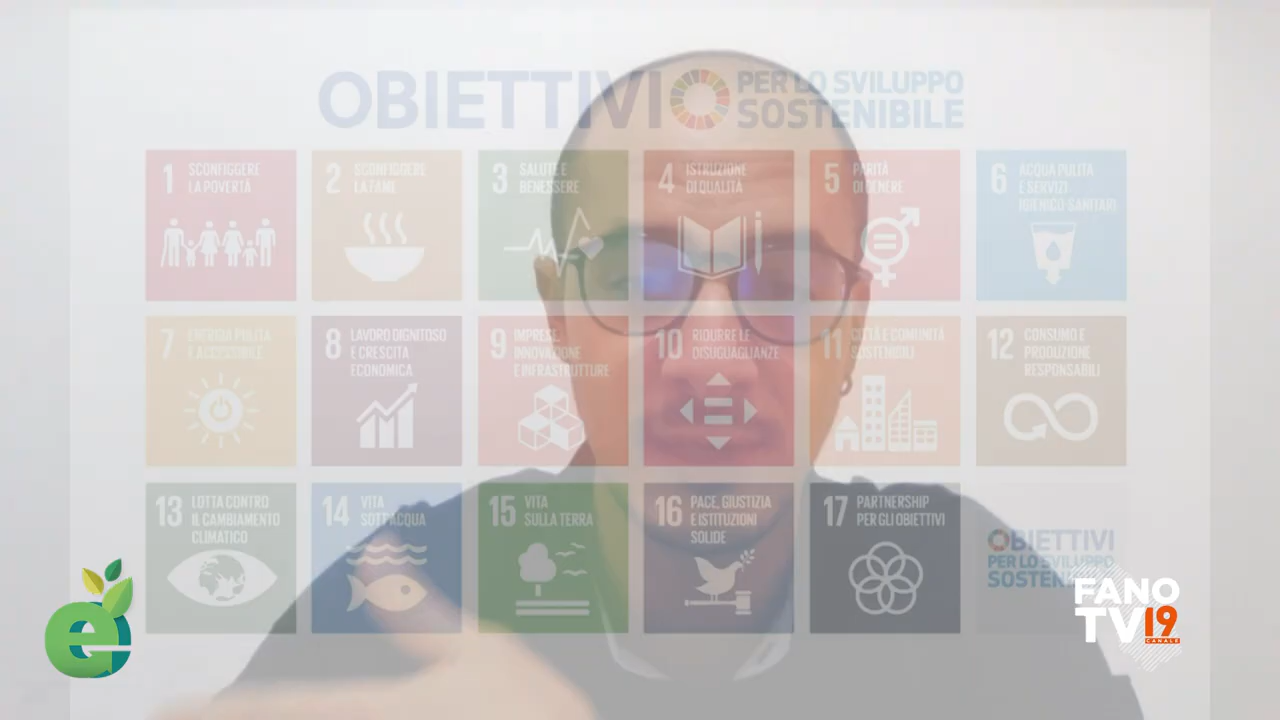 OBIETTIVI PER LO SVILUPPO
SOSTENIBILE
1 SCONFIGGERE
LA POVERTÀ
2 SCONFIGGERE
LA FAME
3 SALUTE E
BENESSERE
4 ISTRUZIONE
DI QUALITÀ
5 PARITÀ
DI GENERE
6 ACQUA PULITA
E SERVIZI
IGIENICO-SANITARI
7 ENERGIA PULITA
E ACCESSIBILE
8 LAVORO DIGNITOSO
E CRESCITA
ECONOMICA
9 IMPRESE,
INNOVAZIONE
E INFRASTRUTTURE
10 RIDURRE LE
DISUGUAGLIANZE
11 CITTÀ E COMUNITÀ
SOSTENIBILI
12 CONSUMO E
PRODUZIONE
RESPONSABILI
13 LOTTA CONTRO
IL CAMBIAMENTO
CLIMATICO
14 VITA
SOTT'ACQUA
15 VITA
SULLA TERRA
16 PACE, GIUSTIZIA
E ISTITUZIONI
SOLIDE
17 PARTNERSHIP
PER GLI OBIETTIVI
OBIETTIVI
PER LO SVILUPPO
e
FANO
TV 19
CANALE